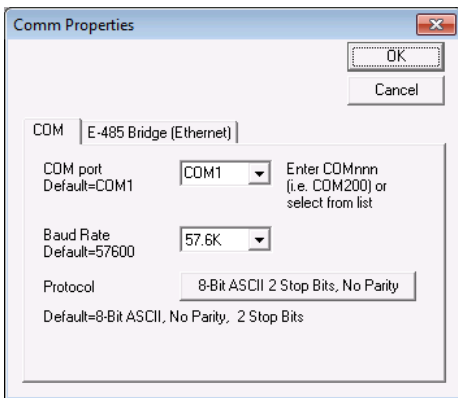 Comm Properties
OK
Cancel
COM
E-485 Bridge (Ethernet)
COM port
Default=COM1
COM1
Enter COMnnn
(i.e. COM200) or
select from list
Baud Rate
Default=57600
57.6K
Protocol
8-Bit ASCII 2 Stop Bits, No Parity
Default=8-Bit ASCII, No Parity, 2 Stop Bits